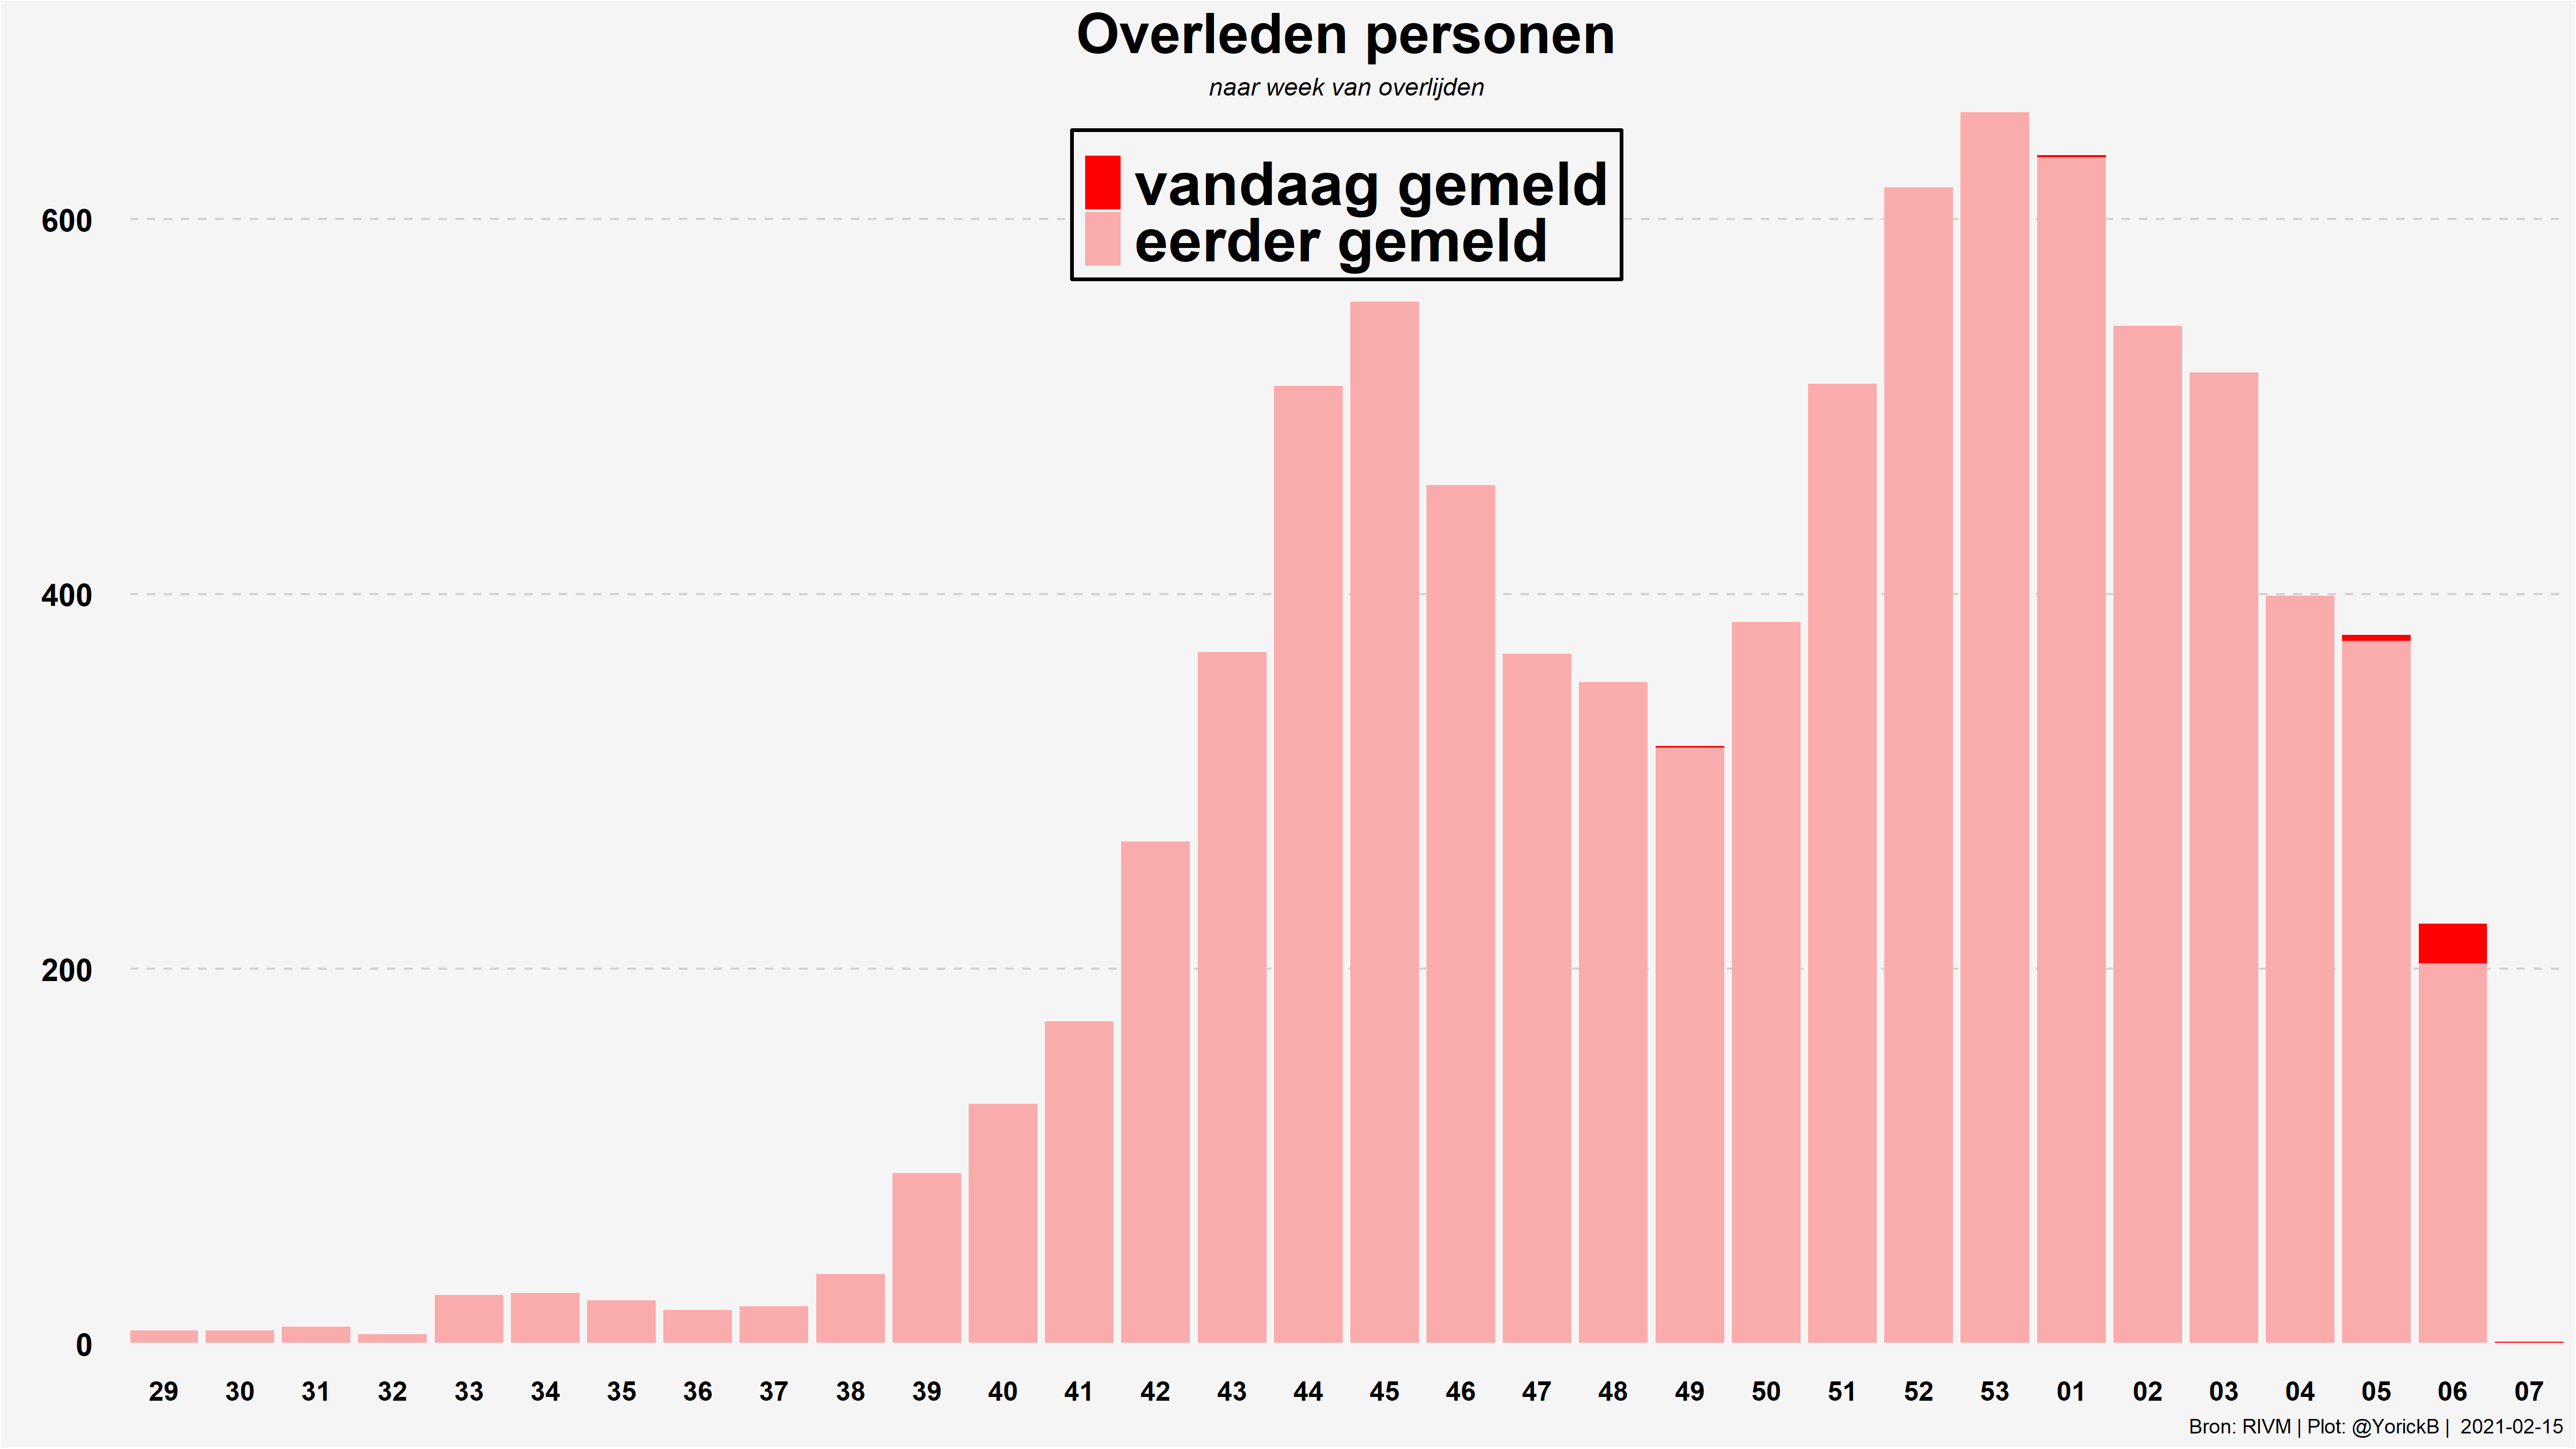 Overleden personen
naar week van overlijden
vandaag gemeld
eerder gemeld
600
400
200
0
29 30 31 32 33 34 35 36 37 38 39 40 41 42 43 44 45 46 47 48 49 50 51 52 53 01 02 03 04 05 06 07
Bron: RIVM | Plot: @YorickB | 2021-02-15